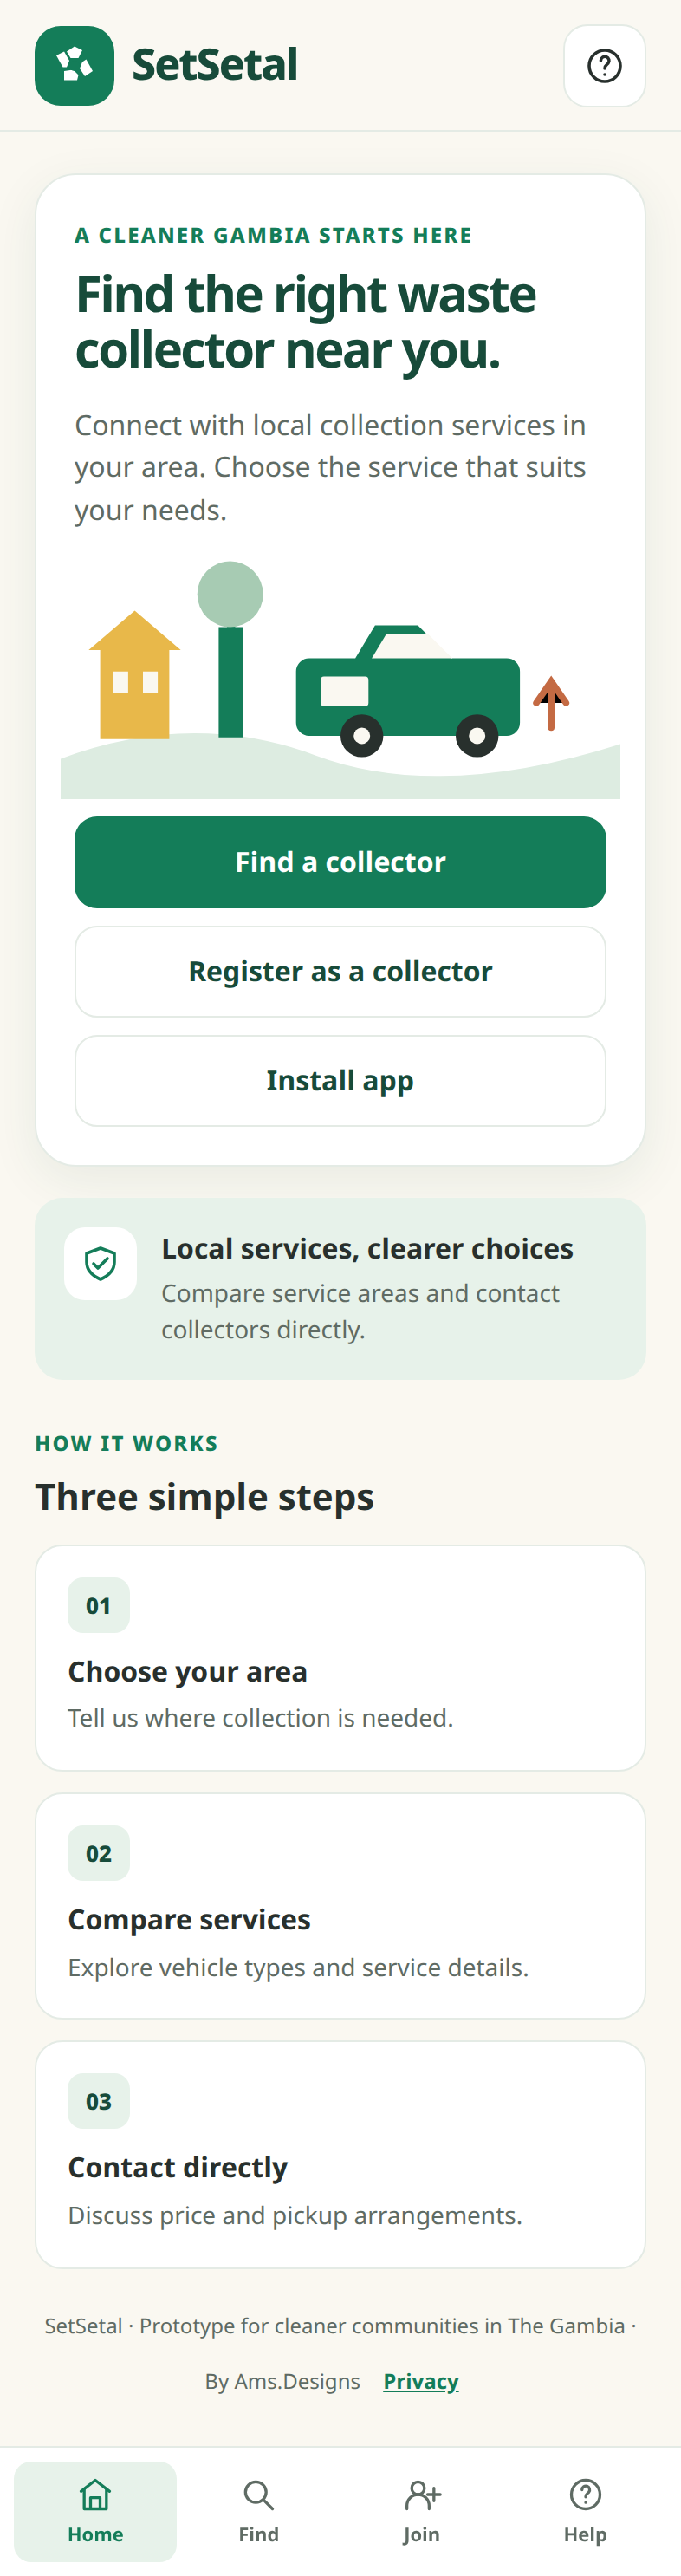 SetSetal
A CLEANER GAMBIA STARTS HERE
Find the right waste
collector near you.
Connect with local collection services in
your area. Choose the service that suits
your needs.
Find a collector
Register as a collector
Install app
Local services, clearer choices
Compare service areas and contact
collectors directly.
HOW IT WORKS
Three simple steps
01
Choose your area
Tell us where collection is needed.
02
Compare services
Explore vehicle types and service details.
03
Contact directly
Discuss price and pickup arrangements.
SetSetal · Prototype for cleaner communities in The Gambia ·
By Ams.Designs Privacy
Home Find Join Help